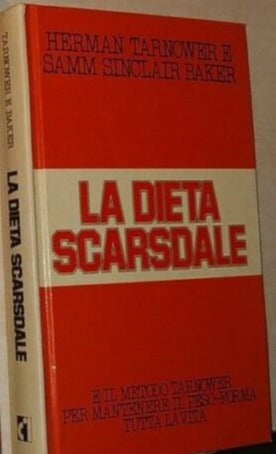 HERMAN TARNOWER E
SAMM SINCLAIR BAKER
LA DIETA
SCARSDALE
E IL METODO TARNOWER
PER MANTENERE IL PESO-FORMA
TUTTA LA VITA
TARNOWER E BAKER
LA DIETA SCARSDALE